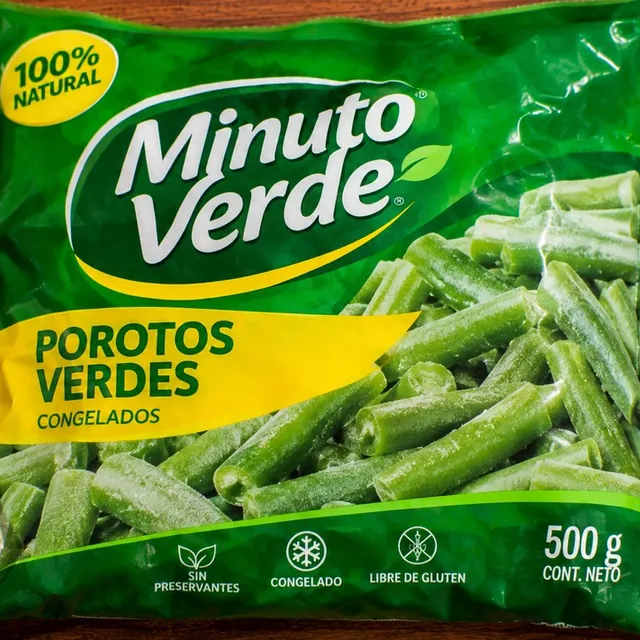 100%
NATURAL
Minuto
Verde
®
®
POROTOS
VERDES
CONGELADOS
SIN
PRESERVANTES
CONGELADO
LIBRE DE GLUTEN
500 g
CONT. NETO